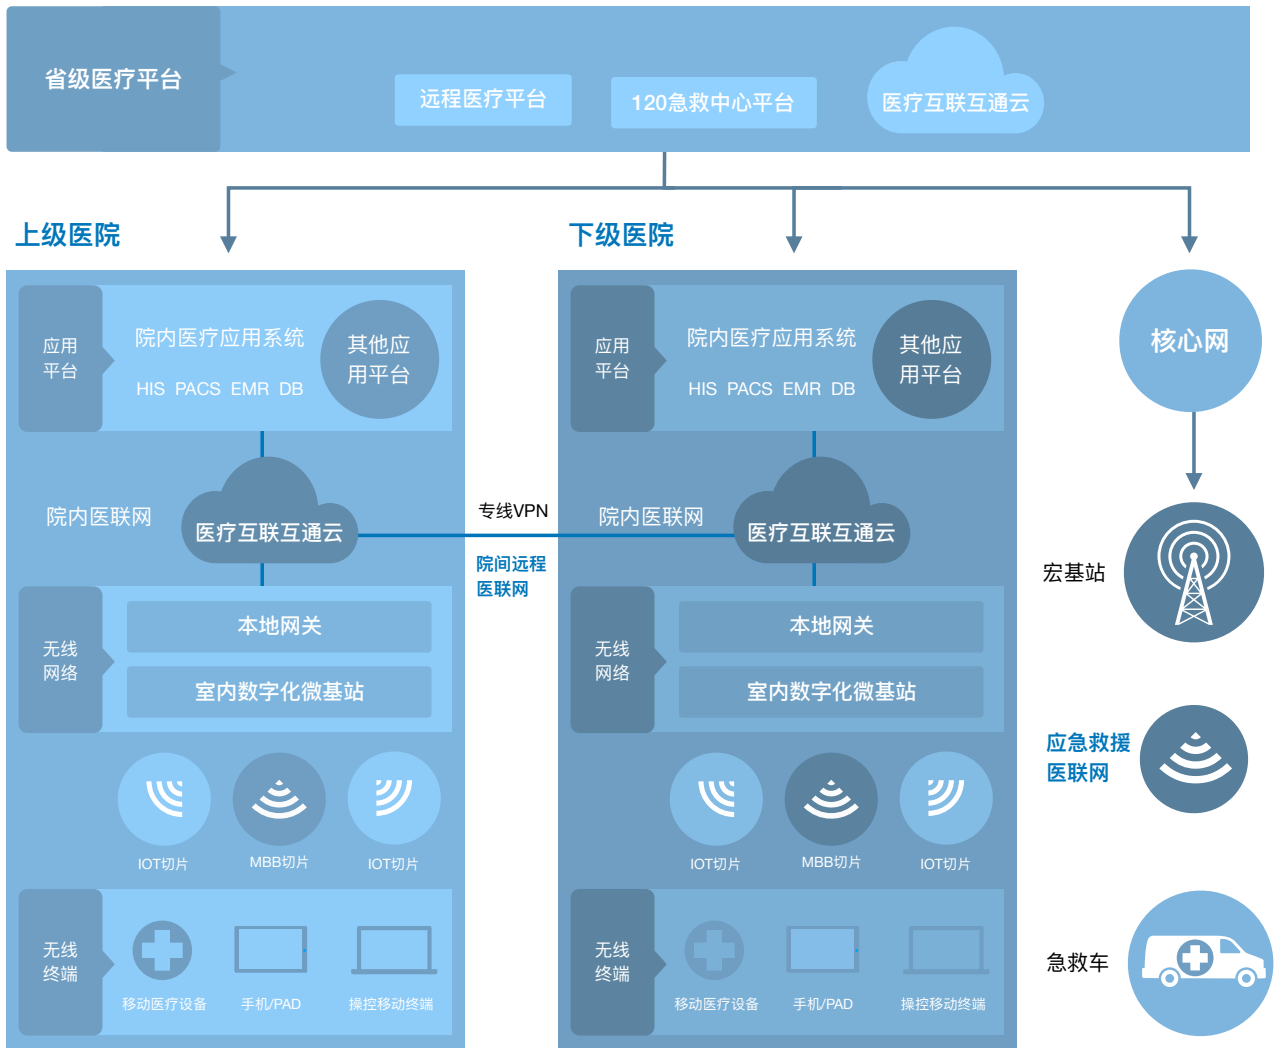 省级医疗平台
远程医疗平台
120急救中心平台
医疗互联互通云
上级医院
应用
平台
院内医疗应用系统
HIS PACS EMR DB
其他应
用平台
院内医联网
医疗互联互通云
无线
网络
本地网关
室内数字化微基站
IOT切片
MBB切片
IOT切片
无线
终端
移动医疗设备
手机/PAD
操控移动终端
专线VPN
院间远程
医联网
下级医院
应用
平台
院内医疗应用系统
HIS PACS EMR DB
其他应
用平台
院内医联网
医疗互联互通云
无线
网络
本地网关
室内数字化微基站
IOT切片
MBB切片
IOT切片
无线
终端
移动医疗设备
手机/PAD
操控移动终端
核心网
宏基站
应急救援
医联网
急救车